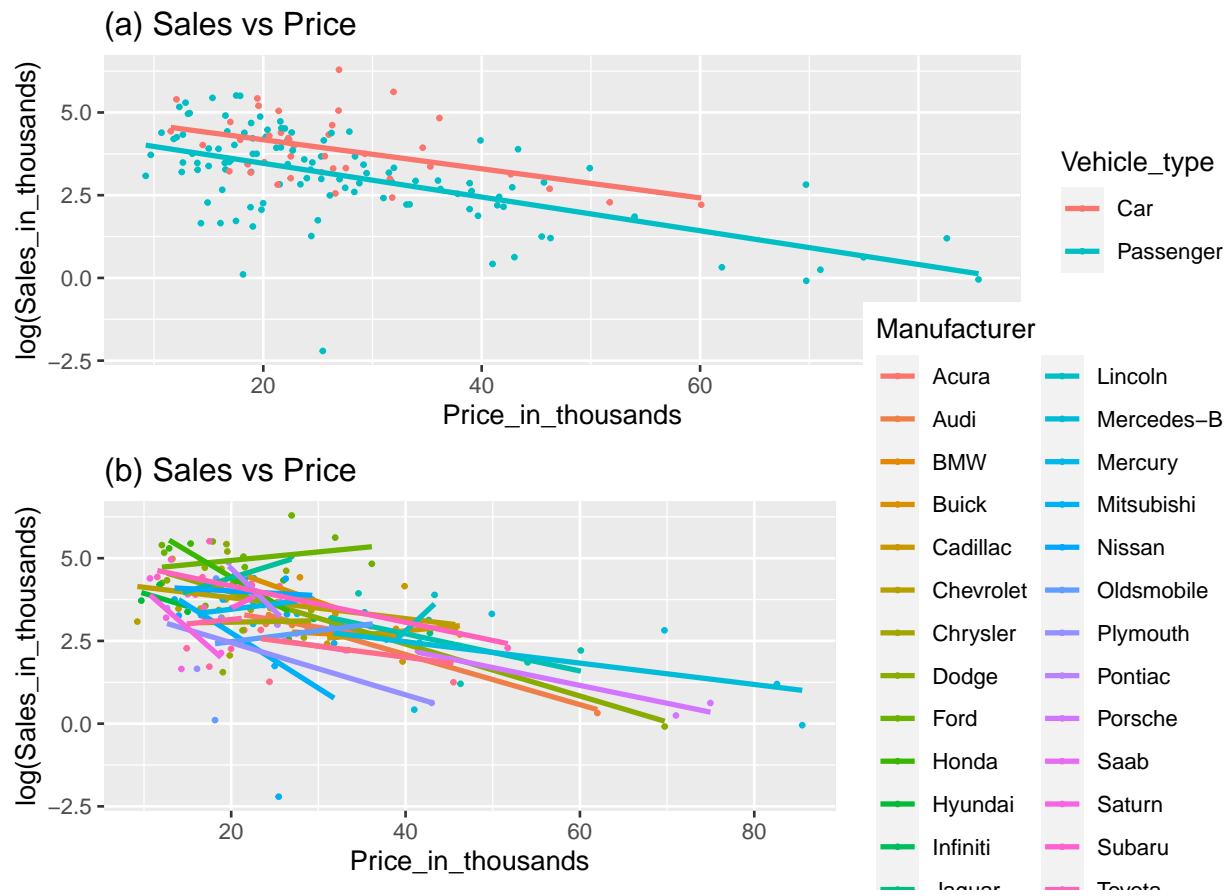 (a) Sales vs Price
log(Sales_in_thousands)
5.0
2.5
0.0
−2.5
20
40
60
Price_in_thousands
Vehicle_type
Car
Passenger
(b) Sales vs Price
log(Sales_in_thousands)
5.0
2.5
0.0
−2.5
20
40
60
80
Price_in_thousands
Manufacturer
Acura
Audi
BMW
Buick
Cadillac
Chevrolet
Chrysler
Dodge
Ford
Honda
Hyundai
Infiniti
Jaguar
Lincoln
Mercedes−B
Mercury
Mitsubishi
Nissan
Oldsmobile
Plymouth
Pontiac
Porsche
Saab
Saturn
Subaru
Toyota